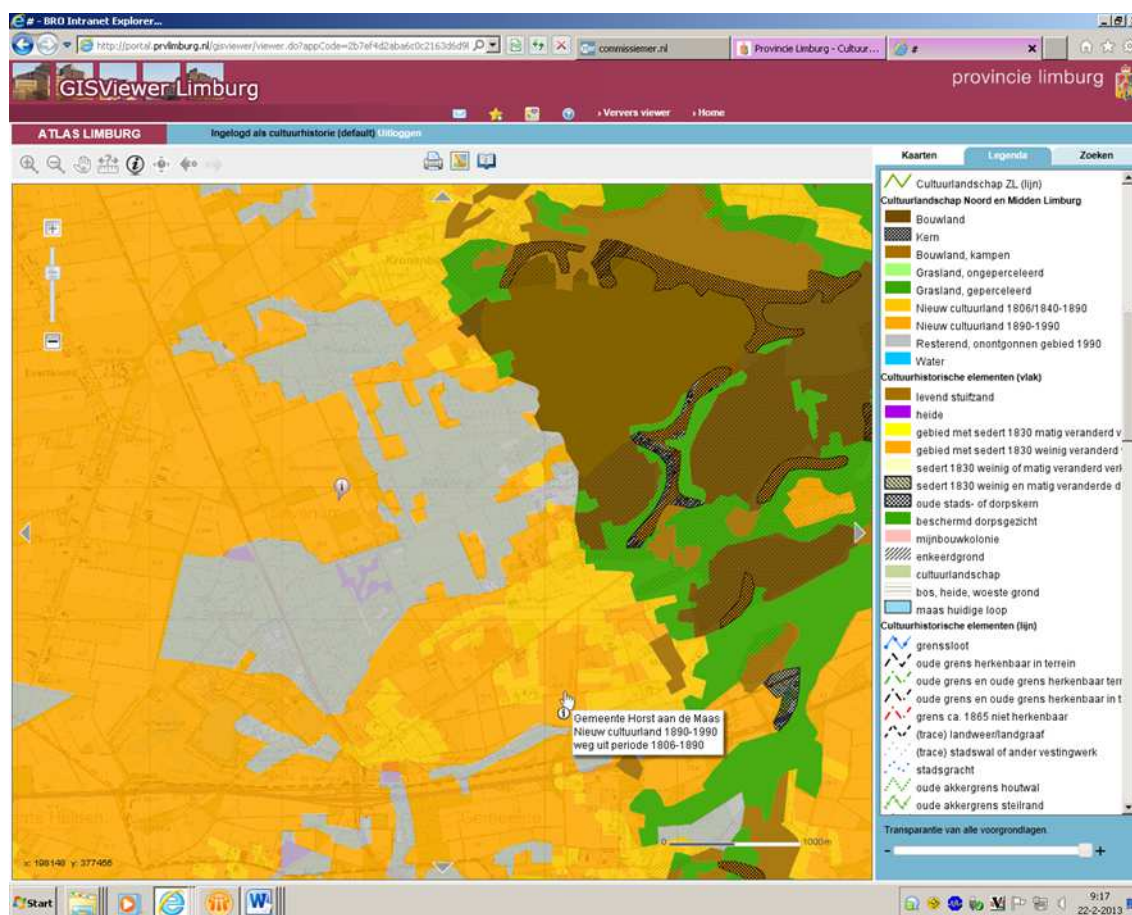 # - BRO Intranet Explorer...
http://portal.prvlimburg.nl/gisviewer/viewer.do?appCode=2b7ef4d2aba6c0c2163d6d9
commissiemer.nl
Provincie Limburg - Cultuur...
#
GISViewer Limburg
provincie limburg
› Ververs viewer
› Home
ATLAS LIMBURG
Ingelogd als cultuurhistorie (default) Uitloggen
Kaarten
Legenda
Zoeken
Cultuurlandschap ZL (lijn)
Cultuurlandschap Noord en Midden Limburg
Bouwland
Kern
Bouwland, kampen
Grasland, ongeperceleerd
Grasland, geperceleerd
Nieuw cultuurland 1806/1840-1890
Nieuw cultuurland 1890-1990
Resterend, onontgonnen gebied 1990
Water
Cultuurhistorische elementen (vlak)
levend stuifzand
heide
gebied met sedert 1830 matig veranderd v
gebied met sedert 1830 weinig veranderd
sedert 1830 weinig of matig veranderd verk
sedert 1830 weinig en matig veranderde d
oude stads- of dorpskern
beschermd dorpsgezicht
mijnbouwkolonie
enkeerdgrond
cultuurlandschap
bos, heide, woeste grond
maas huidige loop
Cultuurhistorische elementen (lijn)
grenssloot
oude grens herkenbaar in terrein
oude grens en oude grens herkenbaar terr
oude grens en oude grens herkenbaar in t
grens ca. 1865 niet herkenbaar
(trace) landweer/landgraaf
(trace) stadswal of ander vestingwerk
stadsgracht
oude akkergrens houtwal
oude akkergrens steilrand
Transparantie van alle voorgrondlagen.
- +
Gemeente Horst aan de Maas
Nieuw cultuurland 1890-1990
weg uit periode 1806-1890
0 1000m
x: 198148 y: 377466
Start
9:17
22-2-2013